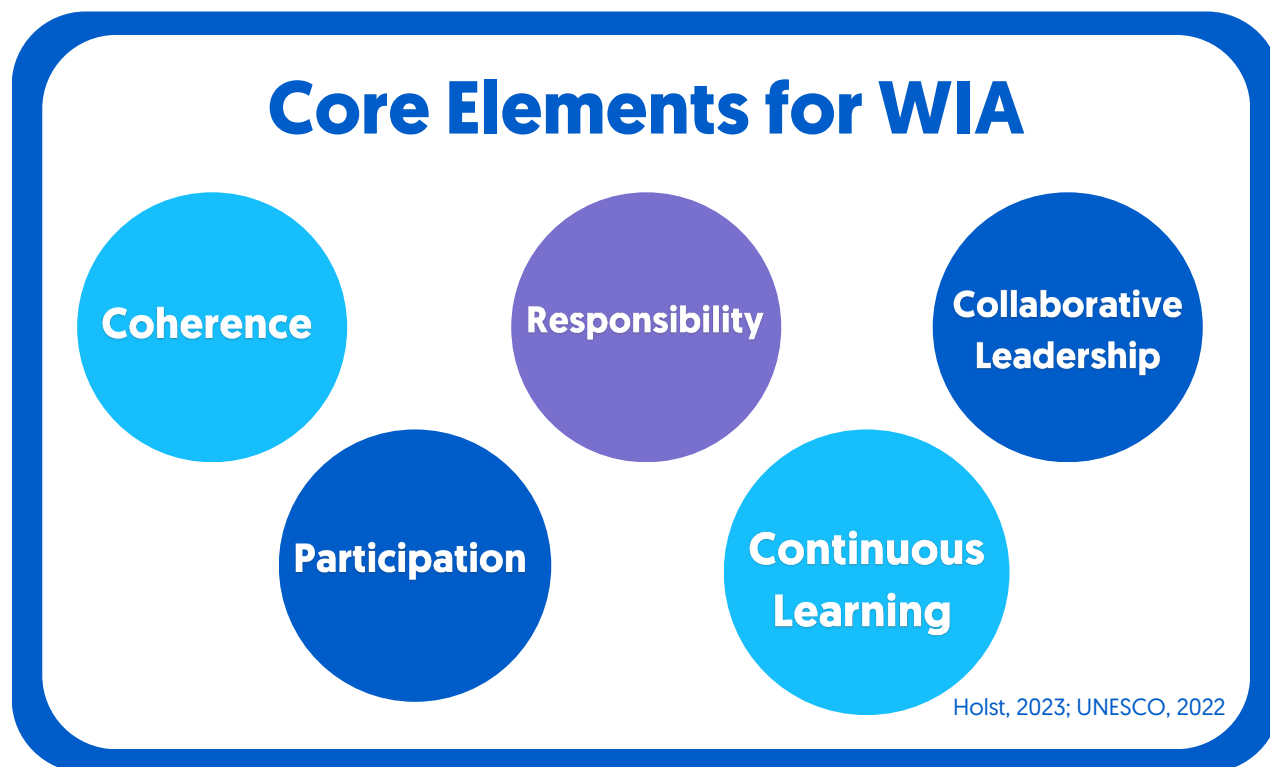 Core Elements for WIA
Coherence
Responsibility
Collaborative
Leadership
Participation
Continuous
Learning
Holst, 2023; UNESCO, 2022